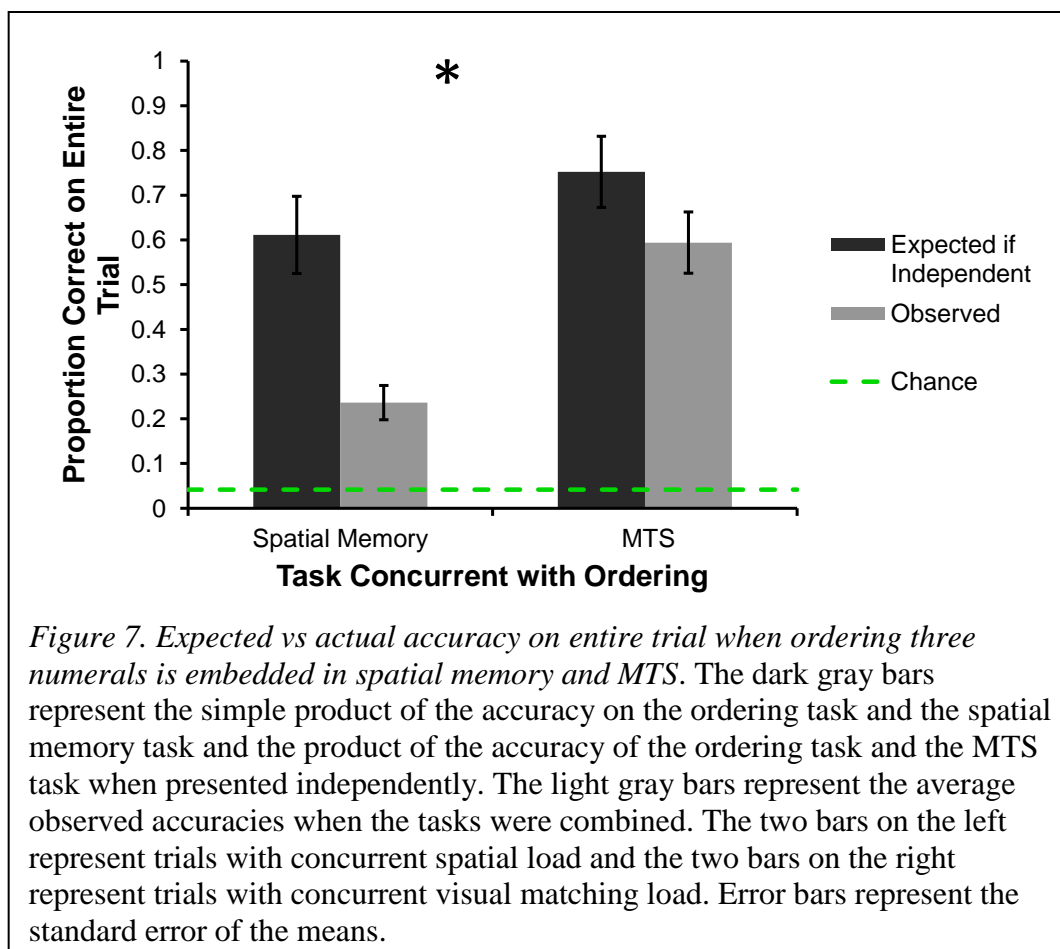 1
0.9
0.8
0.7
0.6
0.5
0.4
0.3
0.2
0.1
0
*
Proportion Correct on Entire
Trial
Spatial Memory
MTS
Task Concurrent with Ordering
Expected if
Independent
Observed
Chance
Figure 7. Expected vs actual accuracy on entire trial when ordering three
numerals is embedded in spatial memory and MTS. The dark gray bars
represent the simple product of the accuracy on the ordering task and the spatial
memory task and the product of the accuracy of the ordering task and the MTS
task when presented independently. The light gray bars represent the average
observed accuracies when the tasks were combined. The two bars on the left
represent trials with concurrent spatial load and the two bars on the right
represent trials with concurrent visual matching load. Error bars represent the
standard error of the means.